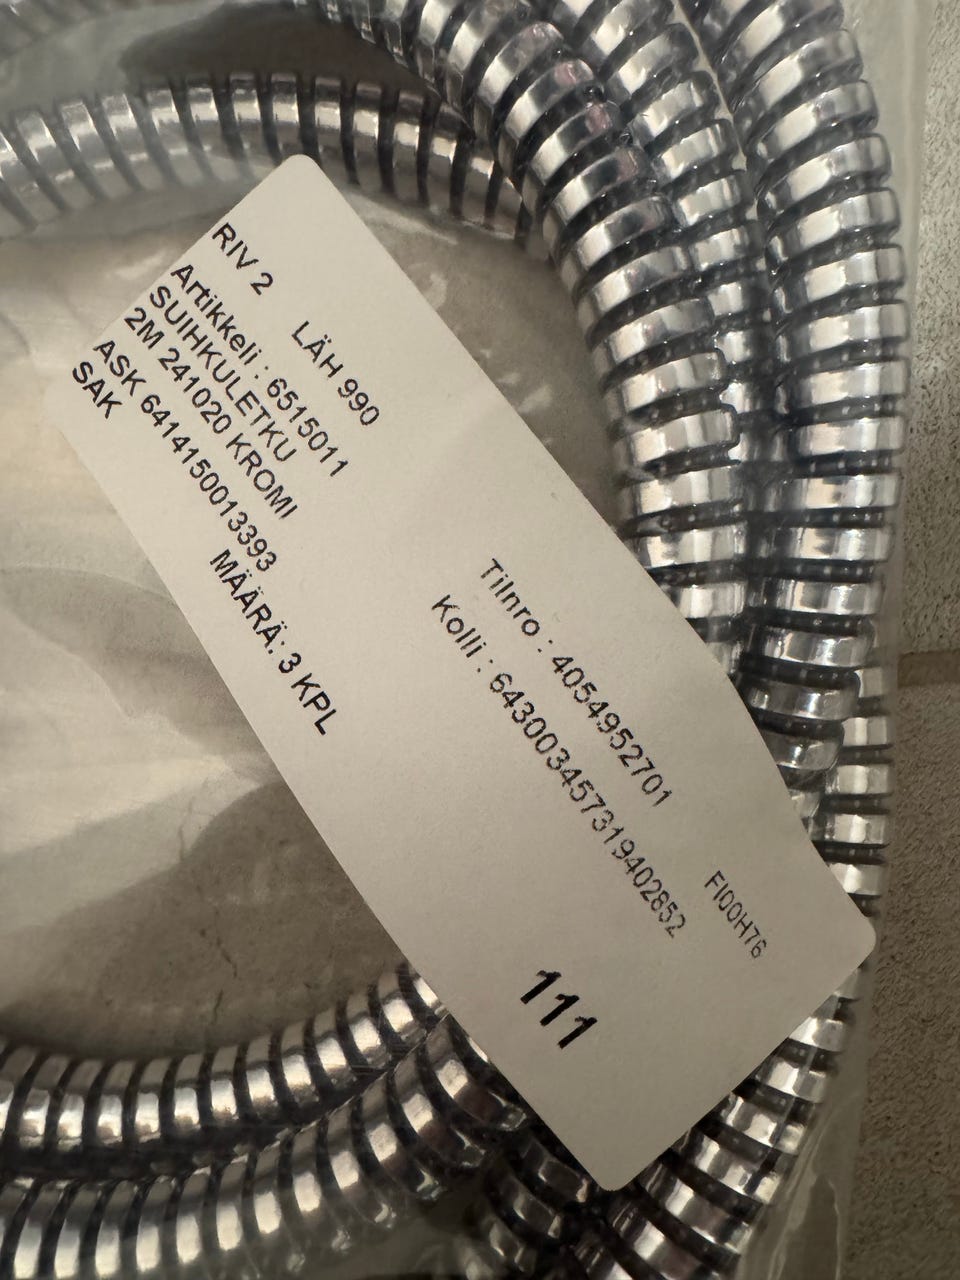 RIV 2 LÄH 990
Artikkeli : 6515011
SUIHKULETKU
2M 241020 KROMI
ASK 6414150013393
SAK
MÄÄRÄ: 3 KPL
Tilnro : 4054952701
Kolli : 643003457319402852
FI00H76
111